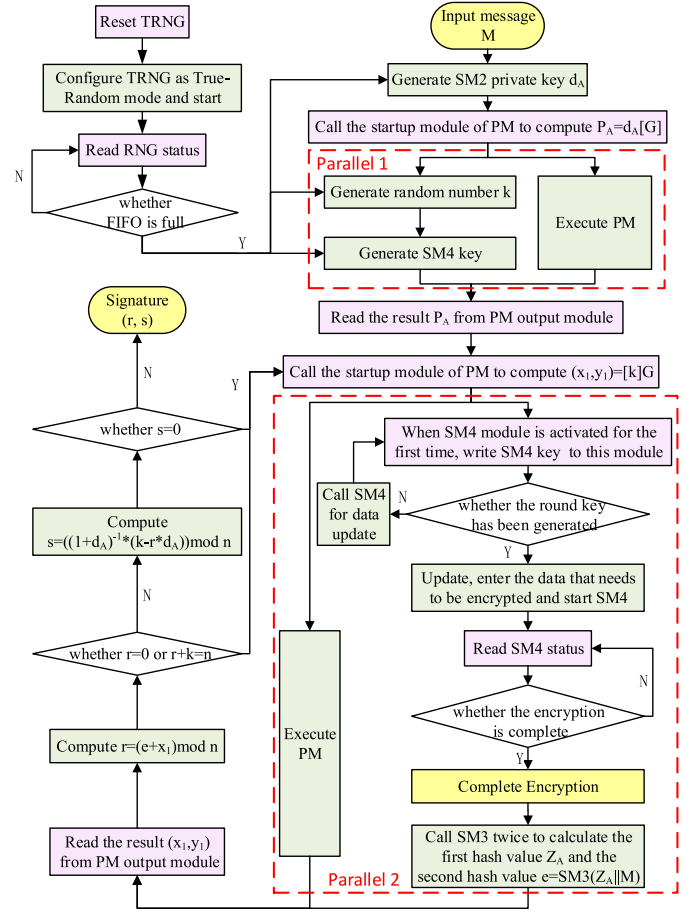 Reset TRNG
Configure TRNG as True-
Random mode and start
Read RNG status
N
whether
FIFO is full
Y
Input message
M
Generate SM2 private key dA
Call the startup module of PM to compute PA=dA[G]
Parallel 1
Generate random number k
Execute PM
Generate SM4 key
Read the result PA from PM output module
Call the startup module of PM to compute (x1,y1)=[k]G
When SM4 module is activated for the
first time, write SM4 key to this module
Call SM4
for data
update
N
whether the round key
has been generated
Y
Update, enter the data that needs
to be encrypted and start SM4
Read SM4 status
N
whether the encryption
is complete
Y
Complete Encryption
Call SM3 twice to calculate the
first hash value ZA and the
second hash value e=SM3(ZA||M)
Execute
PM
Parallel 2
Signature
(r, s)
N
Y
whether s=0
Compute
s=((1+dA)-1*(k-r*dA))mod n
N
whether r=0 or r+k=n
Compute r=(e+x1)mod n
Read the result (x1,y1)
from PM output module